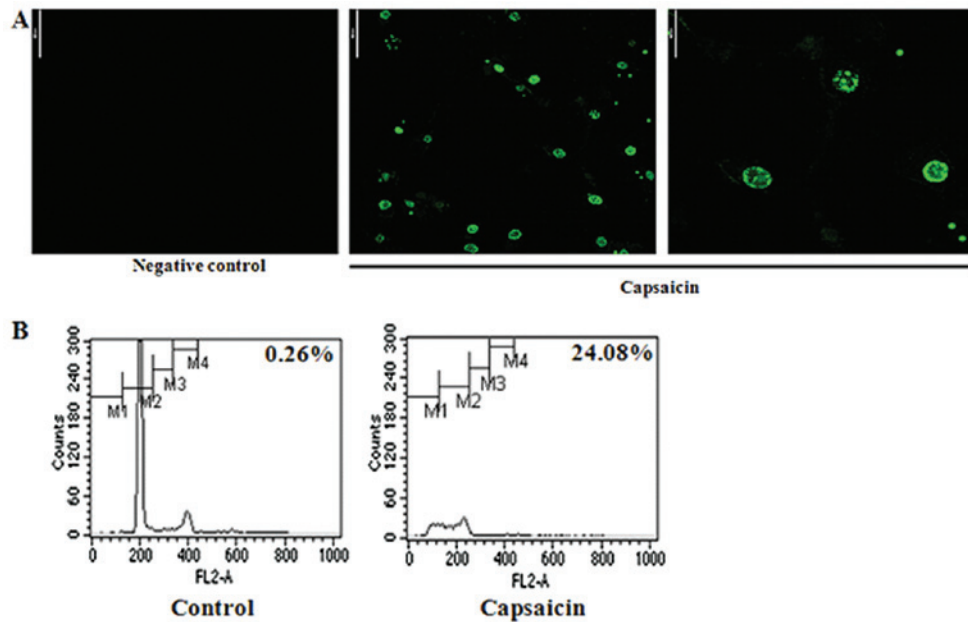 A
Negative control
Capsaicin
B
300
240
180
120
60
0
Counts
M1
M2
M3
M4
0.26%
0 200 400 600 800 1000
FL2-A
Control
300
240
180
120
60
0
Counts
M1
M2
M3
M4
24.08%
0 200 400 600 800 1000
FL2-A
Capsaicin